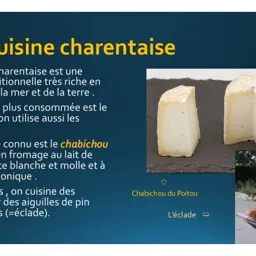 uisine charentaise
harentaise est une
itionnelle très riche en
la mer et de la terre .
plus consommée est le
on utilise aussi les
connu est le chabichou
n fromage au lait de
e blanche et molle et à
onique .
s , on cuisine des
des aiguilles de pin
s (=éclade).
Chabichou du Poitou
L'éclade